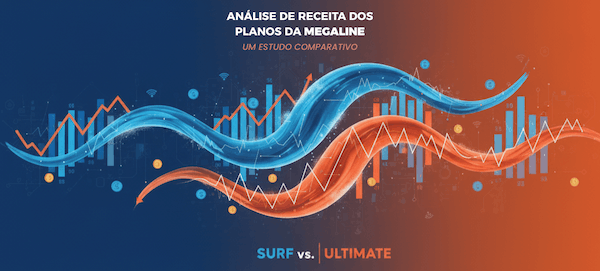 ANÁLISE DE RECEITA DOS
PLANOS DA MEGALINE
UM ESTUDO COMPARATIVO
SURF vs. | ULTIMATE